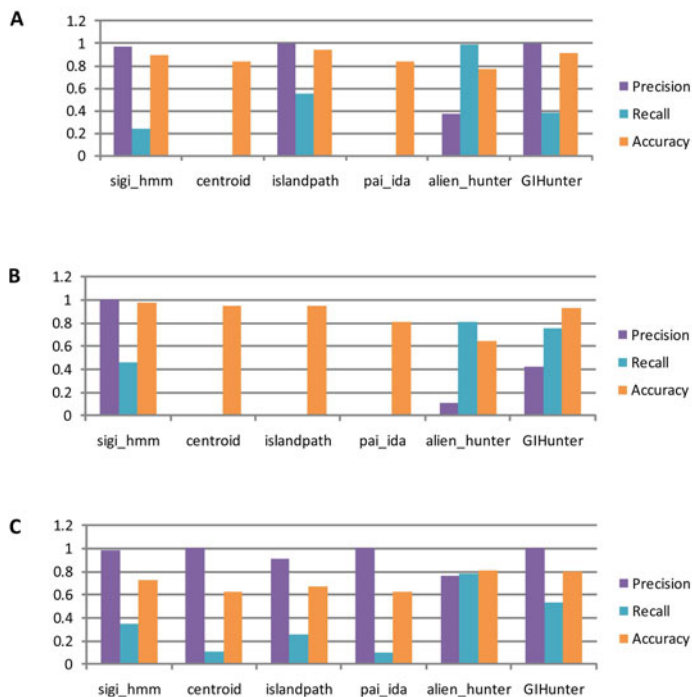 A
1.2
1
0.8
0.6
0.4
0.2
0
sigi_hmm centroid islandpath pai_ida alien_hunter GIHunter
Precision
Recall
Accuracy
B
1.2
1
0.8
0.6
0.4
0.2
0
sigi_hmm centroid islandpath pai_ida alien_hunter GIHunter
Precision
Recall
Accuracy
C
1.2
1
0.8
0.6
0.4
0.2
0
sigi_hmm centroid islandpath pai_ida alien_hunter GIHunter
Precision
Recall
Accuracy